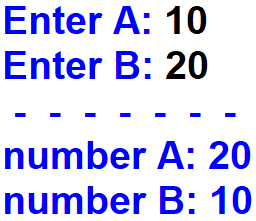 Enter A: 10
Enter B: 20
- - - - - - -
number A: 20
number B: 10